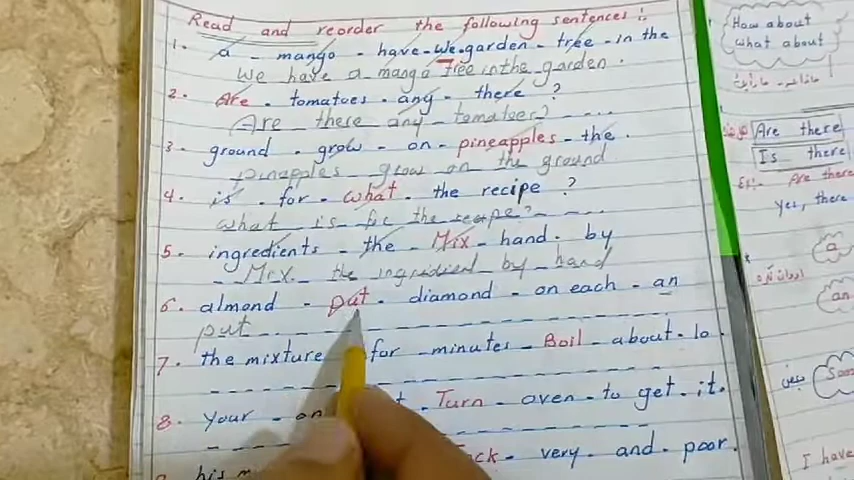 Read and reorder the following sentences :
1. a - mango - have - we - garden - tree - in the
We have a mango tree in the garden .
2. Are - tomatoes - any - there ?
Are there any tomatoes?
3. ground - grow - on - pineapples - the .
pineapples grow on the ground
4. is - for - what - the recipe ?
what is for the recipe?
5. ingredients - the - Mix - hand - by
Mix the ingredient by hand
6. almond - put - diamond - on each - an
put
7. the mixture for - minutes - Boil - about - 10 .
8. your - Turn - oven - to get - it .
very - and - poor
How about
what about
Are there
Is there
Are there
Yes, there
a
an
I have